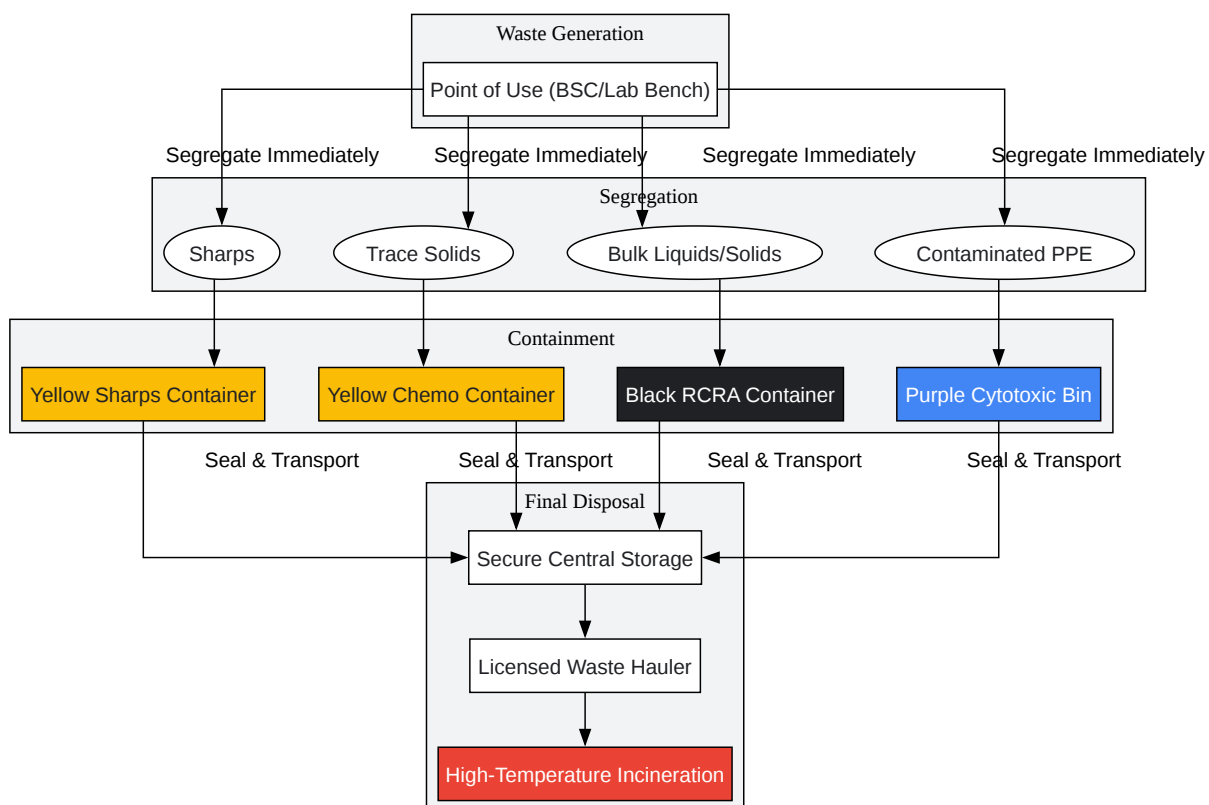 Waste Generation
Point of Use (BSC/Lab Bench)
Segregate Immediately
Segregate Immediately
Segregate Immediately
Segregate Immediately
Segregation
Sharps
Trace Solids
Bulk Liquids/Solids
Contaminated PPE
Containment
Yellow Sharps Container
Yellow Chemo Container
Black RCRA Container
Purple Cytotoxic Bin
Seal & Transport
Seal & Transport
Seal & Transport
Seal & Transport
Final Disposal
Secure Central Storage
Licensed Waste Hauler
High-Temperature Incineration